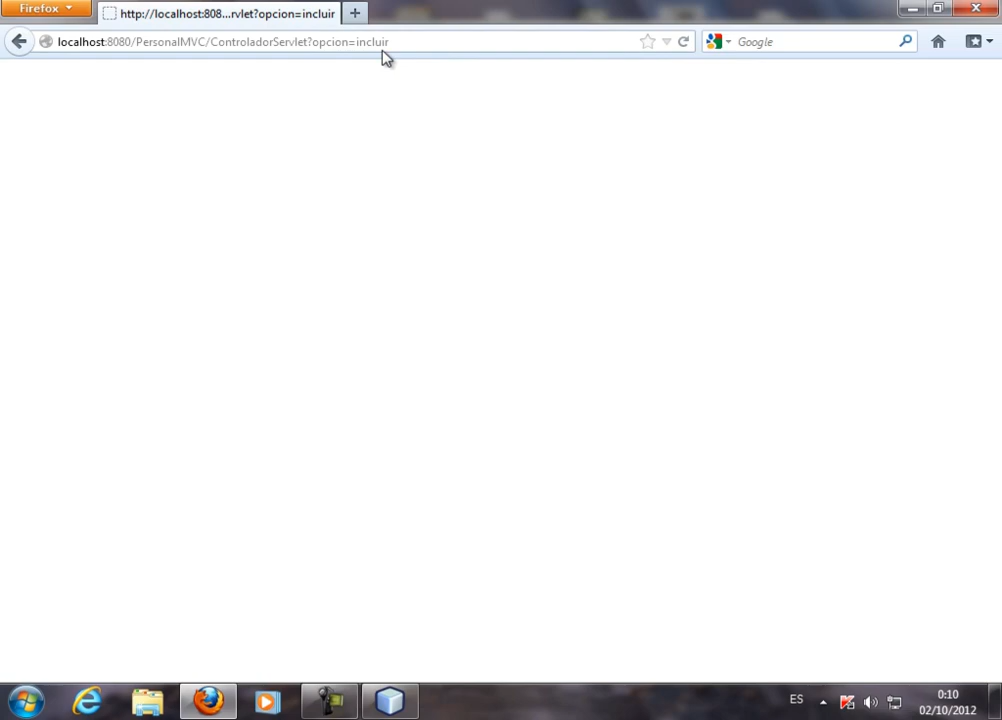 Firefox
http://localhost:808...rvlet?opcion=incluir
localhost:8080/PersonalMVC/ControladorServlet?opcion=incluir
Google
ES
0:10
02/10/2012